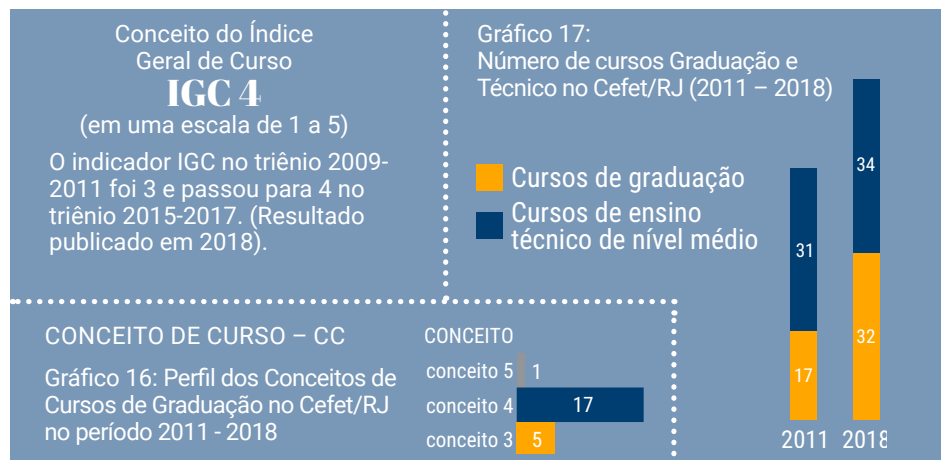 Conceito do Índice
Geral de Curso
IGC 4
(em uma escala de 1 a 5)
O indicador IGC no triênio 2009-
2011 foi 3 e passou para 4 no
triênio 2015-2017. (Resultado
publicado em 2018).
Gráfico 17:
Número de cursos Graduação e
Técnico no Cefet/RJ (2011 – 2018)
Cursos de graduação
Cursos de ensino
técnico de nível médio
31
17
34
32
2011 2018
CONCEITO DE CURSO – CC
Gráfico 16: Perfil dos Conceitos de
Cursos de Graduação no Cefet/RJ
no período 2011 - 2018
CONCEITO
conceito 5 1
conceito 4 17
conceito 3 5